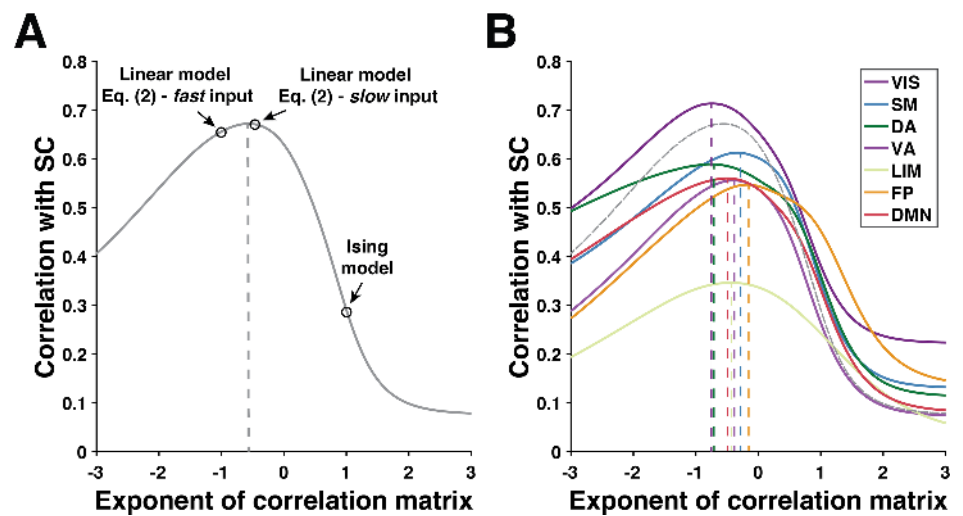 A
Correlation with SC
0.8
0.7
0.6
0.5
0.4
0.3
0.2
0.1
0
Linear model
Eq. (2) - fast input
Linear model
Eq. (2) - slow input
Ising
model
-3
-2
-1
0
1
2
3
Exponent of correlation matrix
B
Correlation with SC
0.8
0.7
0.6
0.5
0.4
0.3
0.2
0.1
0
VIS
SM
DA
VA
LIM
FP
DMN
-3
-2
-1
0
1
2
3
Exponent of correlation matrix